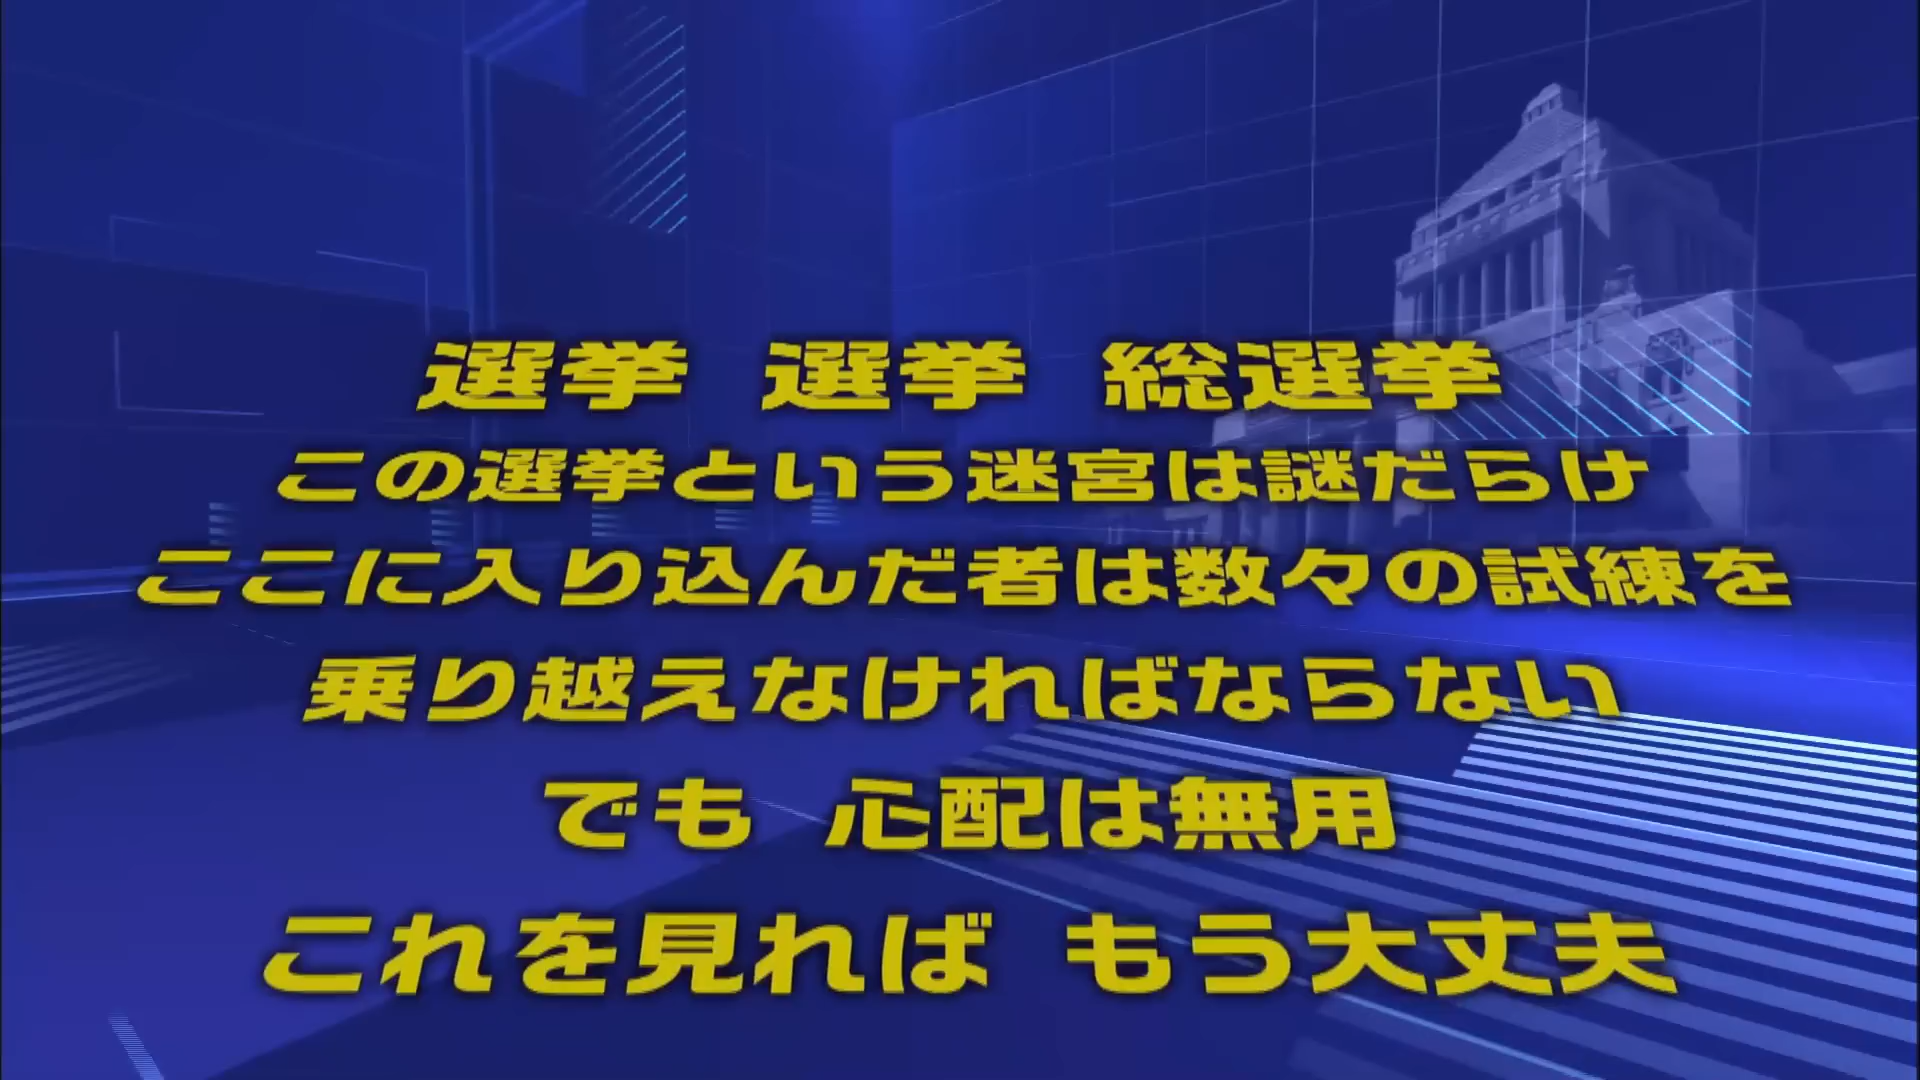 選挙 選挙 総選挙
この選挙という迷宮は謎だらけ
ここに入り込んだ者は数々の試練を
乗り越えなければならない
でも 心配は無用
これを見れば もう大丈夫